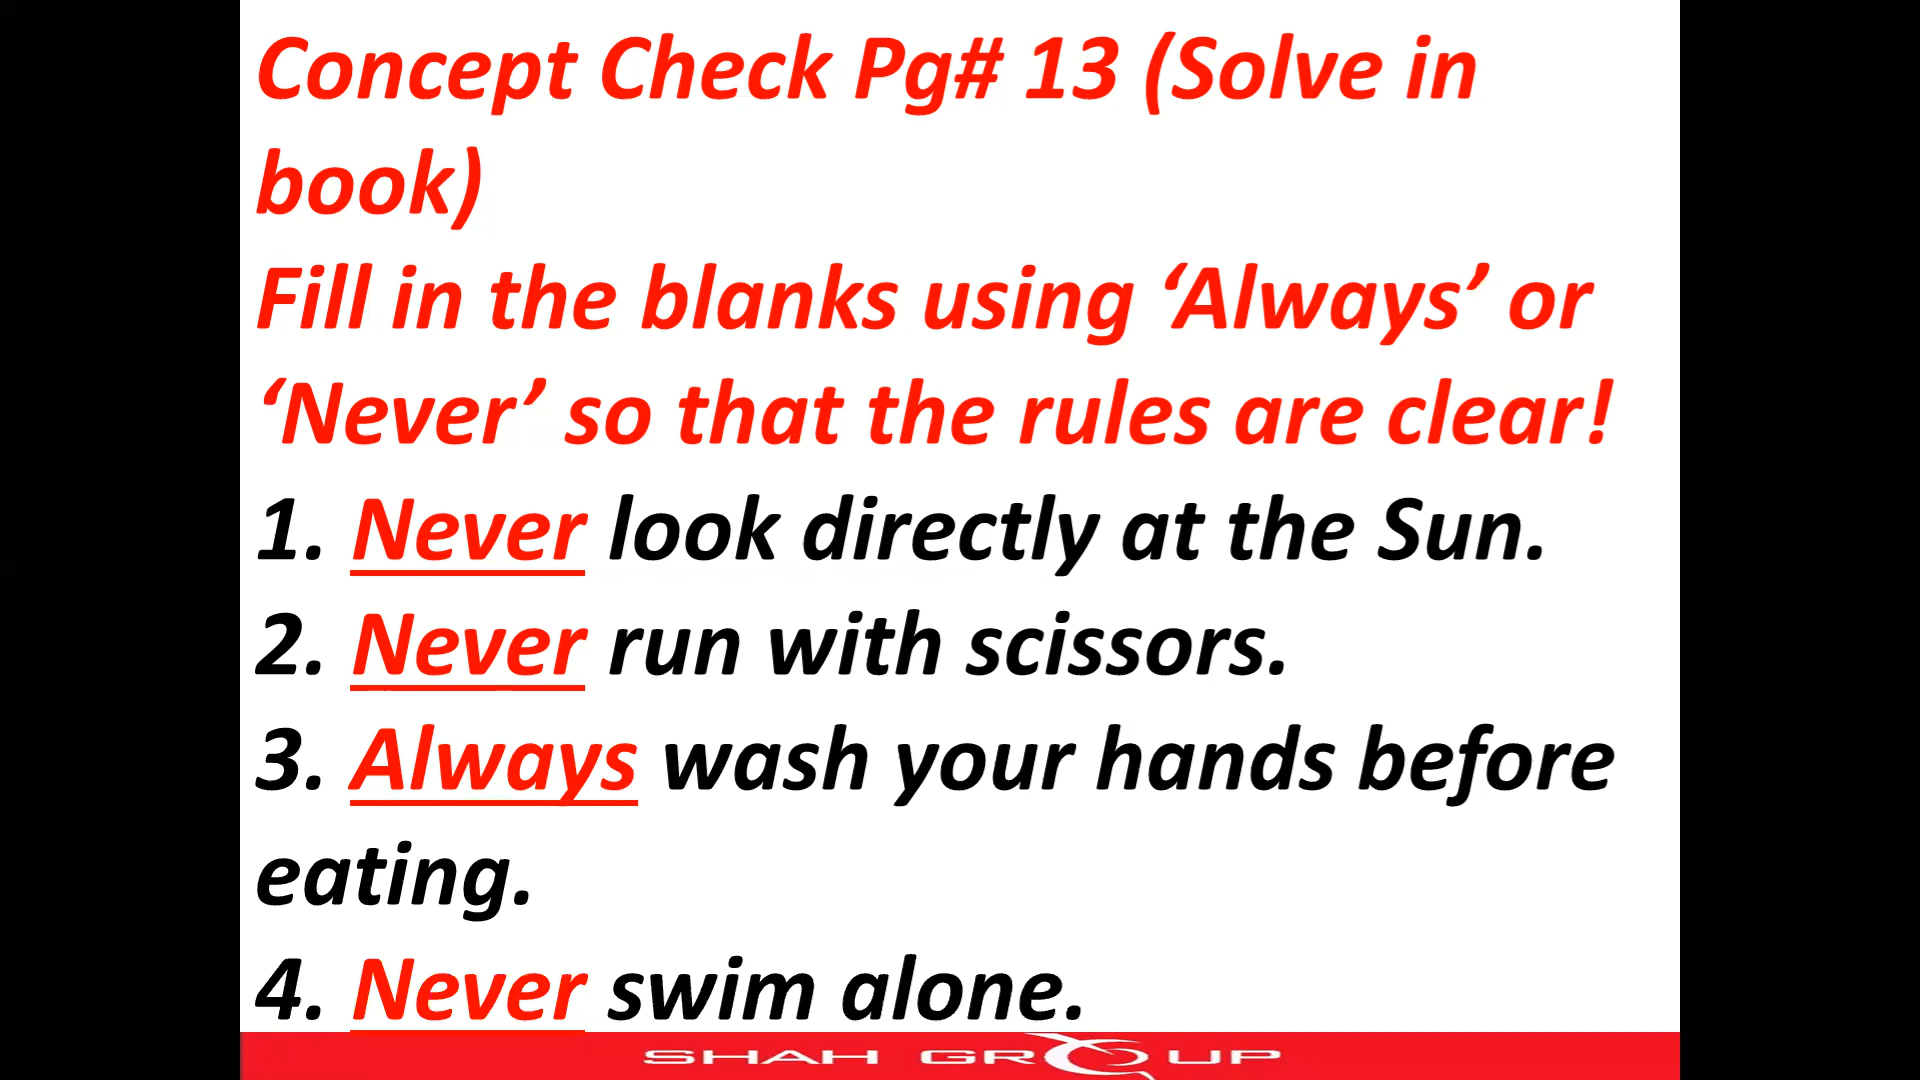 Concept Check Pg# 13 (Solve in
book)
Fill in the blanks using ‘Always’ or
‘Never’ so that the rules are clear!
1. Never look directly at the Sun.
2. Never run with scissors.
3. Always wash your hands before
eating.
4. Never swim alone.
SHAH GROUP